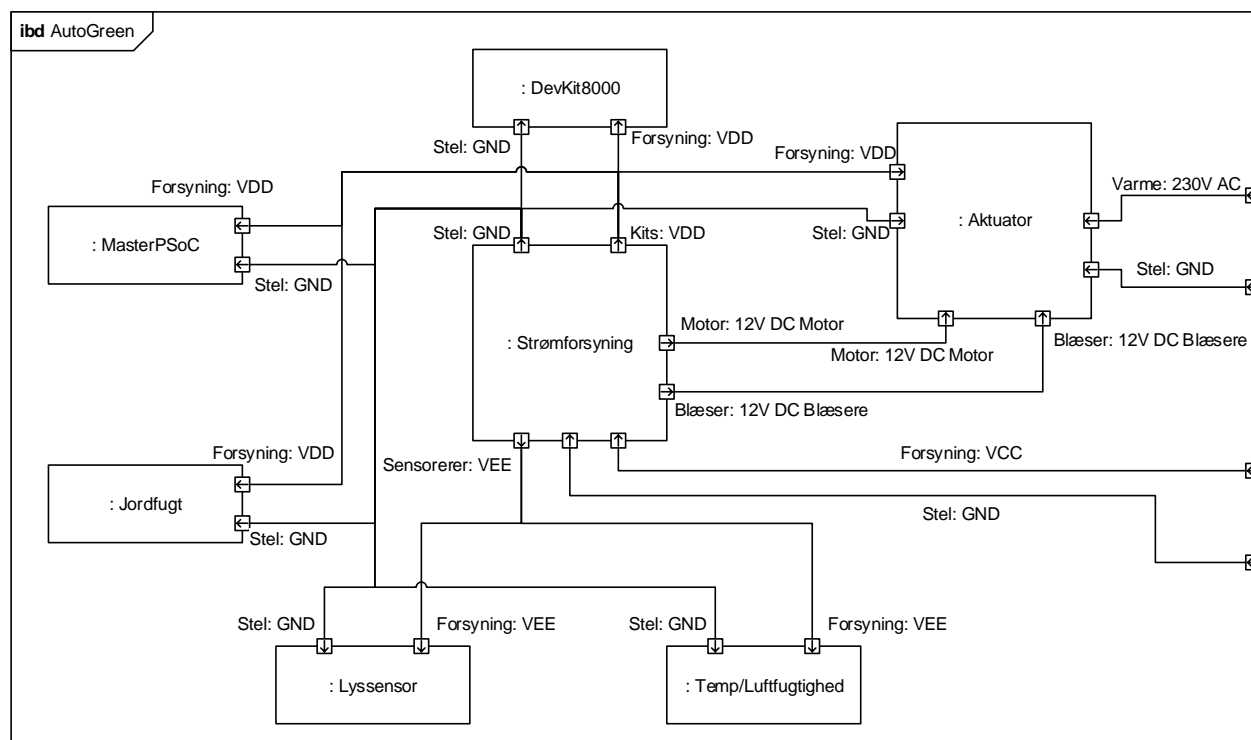 ibd AutoGreen
: DevKit8000
Stel: GND
Forsyning: VDD
Forsyning: VDD
Varme: 230V AC
Forsyning: VDD
: MasterPSoC
Stel: GND
Stel: GND
Kits: VDD
Stel: GND
: Aktuator
Stel: GND
Motor: 12V DC Motor
: Strømforsyning
Motor: 12V DC Motor
Blæser: 12V DC Blæsere
Blæser: 12V DC Blæsere
Forsyning: VDD
Sensorerer: VEE
Forsyning: VCC
: Jordfugt
Stel: GND
Stel: GND
Stel: GND
Forsyning: VEE
Stel: GND
Forsyning: VEE
: Lyssensor
: Temp/Luftfugtighed